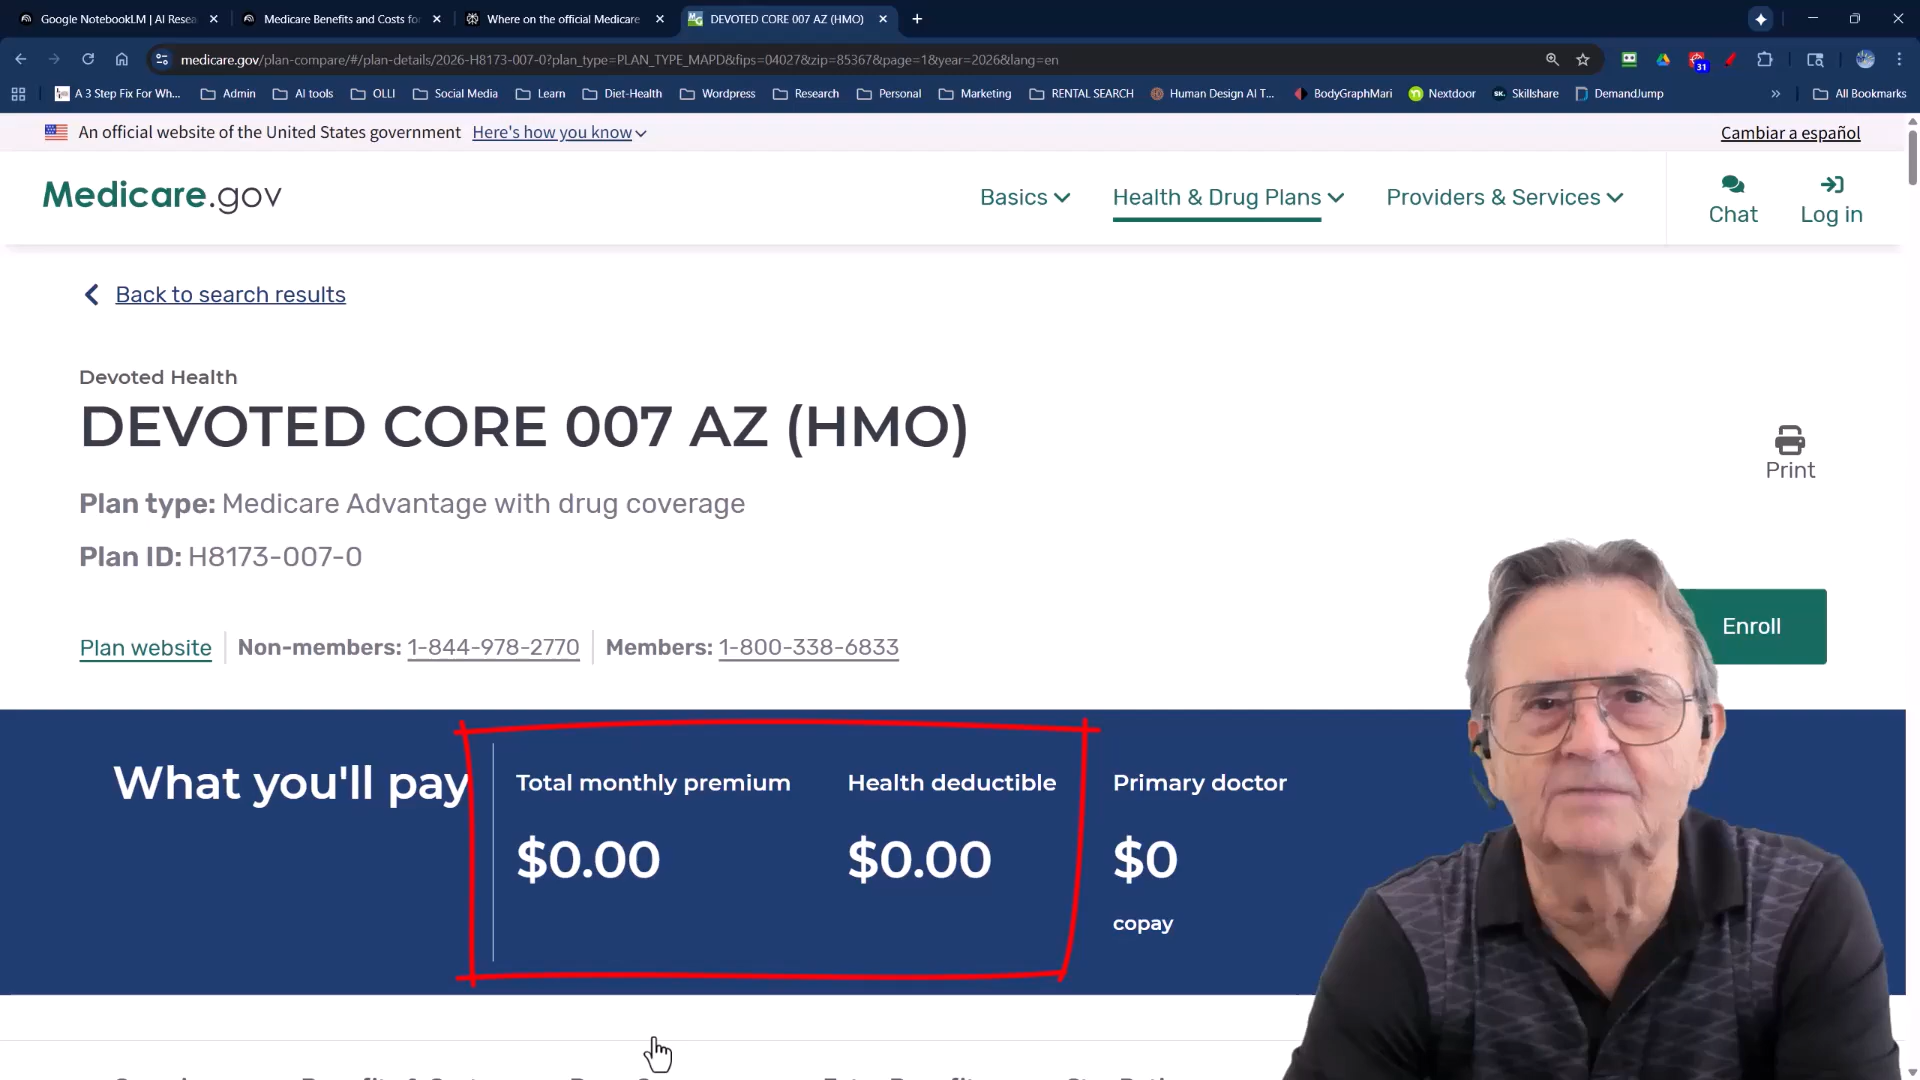 Google NotebookLM | AI Resea
Medicare Benefits and Costs for
Where on the official Medicare
DEVOTED CORE 007 AZ (HMO)
medicare.gov/plan-compare/#/plan-details/2026-H8173-007-0?plan_type=PLAN_TYPE_MAPD&fips=04027&zip=85367&page=1&year=2026&lang=en
31
A 3 Step Fix For Wh...
Admin
AI tools
OLLI
Social Media
Learn
Diet-Health
Wordpress
Research
Personal
Marketing
RENTAL SEARCH
Human Design AI T...
BodyGraphMari
Nextdoor
SK.
Skillshare
DemandJump
All Bookmarks
An official website of the United States government
Here's how you know
Cambiar a español
Medicare.gov
Basics
Health & Drug Plans
Providers & Services
Chat
Log in
Back to search results
Devoted Health
DEVOTED CORE 007 AZ (HMO)
Print
Plan type: Medicare Advantage with drug coverage
Plan ID: H8173-007-0
Plan website
Non-members: 1-844-978-2770
Members: 1-800-338-6833
Enroll
What you'll pay
Total monthly premium
Health deductible
Primary doctor
$0.00
$0.00
$0
copay